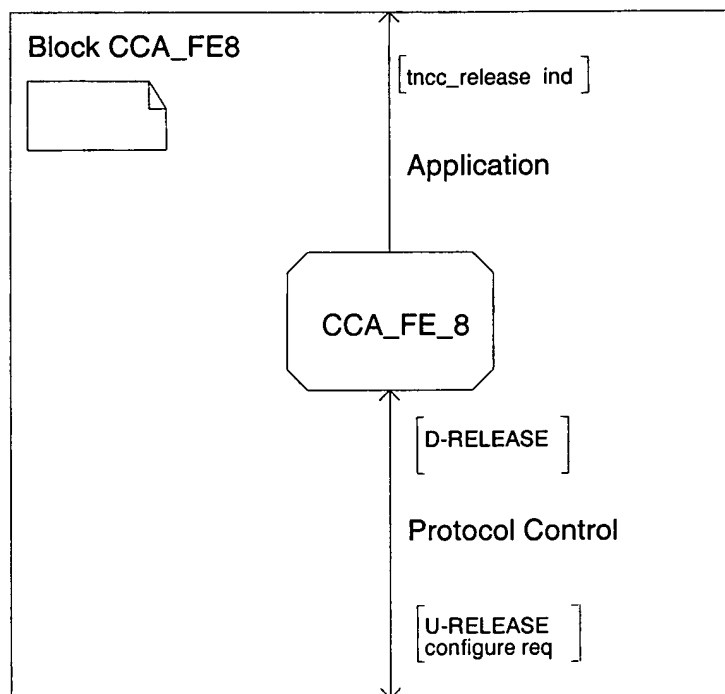 Block CCA_FE8
[tncc_release ind]
Application
CCA_FE_8
[D-RELEASE]
Protocol Control
[U-RELEASE
configure req]